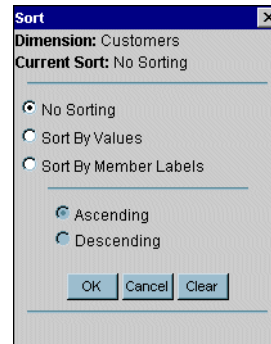 Sort
Dimension: Customers
Current Sort: No Sorting
No Sorting
Sort By Values
Sort By Member Labels
Ascending
Descending
OK Cancel Clear